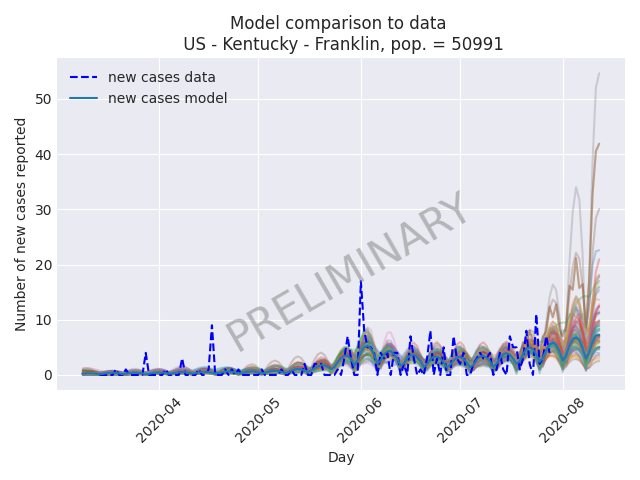 Model comparison to data
US - Kentucky - Franklin, pop. = 50991
new cases data
new cases model
PRELIMINARY
Number of new cases reported
50
40
30
20
10
0
2020-04
2020-05
2020-06
2020-07
2020-08
Day